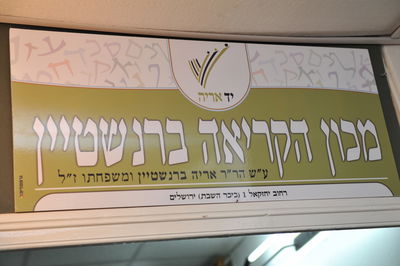 יד אריה
מכון הקריאה ברנשטיין
ע״ש הר״ר אריה ברנשטיין ומשפחתו ז״ל
רחוב יחזקאל 1 (כיכר השבת) ירושלים